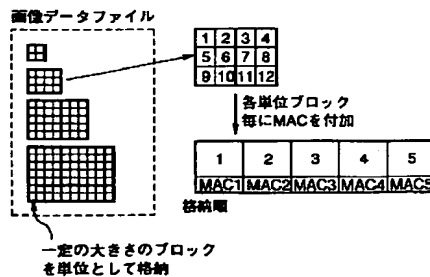 画像データファイル
1 2 3 4
5 6 7 8
9 10 11 12
各単位ブロック
毎にMACを付加
1 2 3 4 5
MAC1 MAC2 MAC3 MAC4 MAC5
格納順
一定の大きさのブロック
を単位として格納